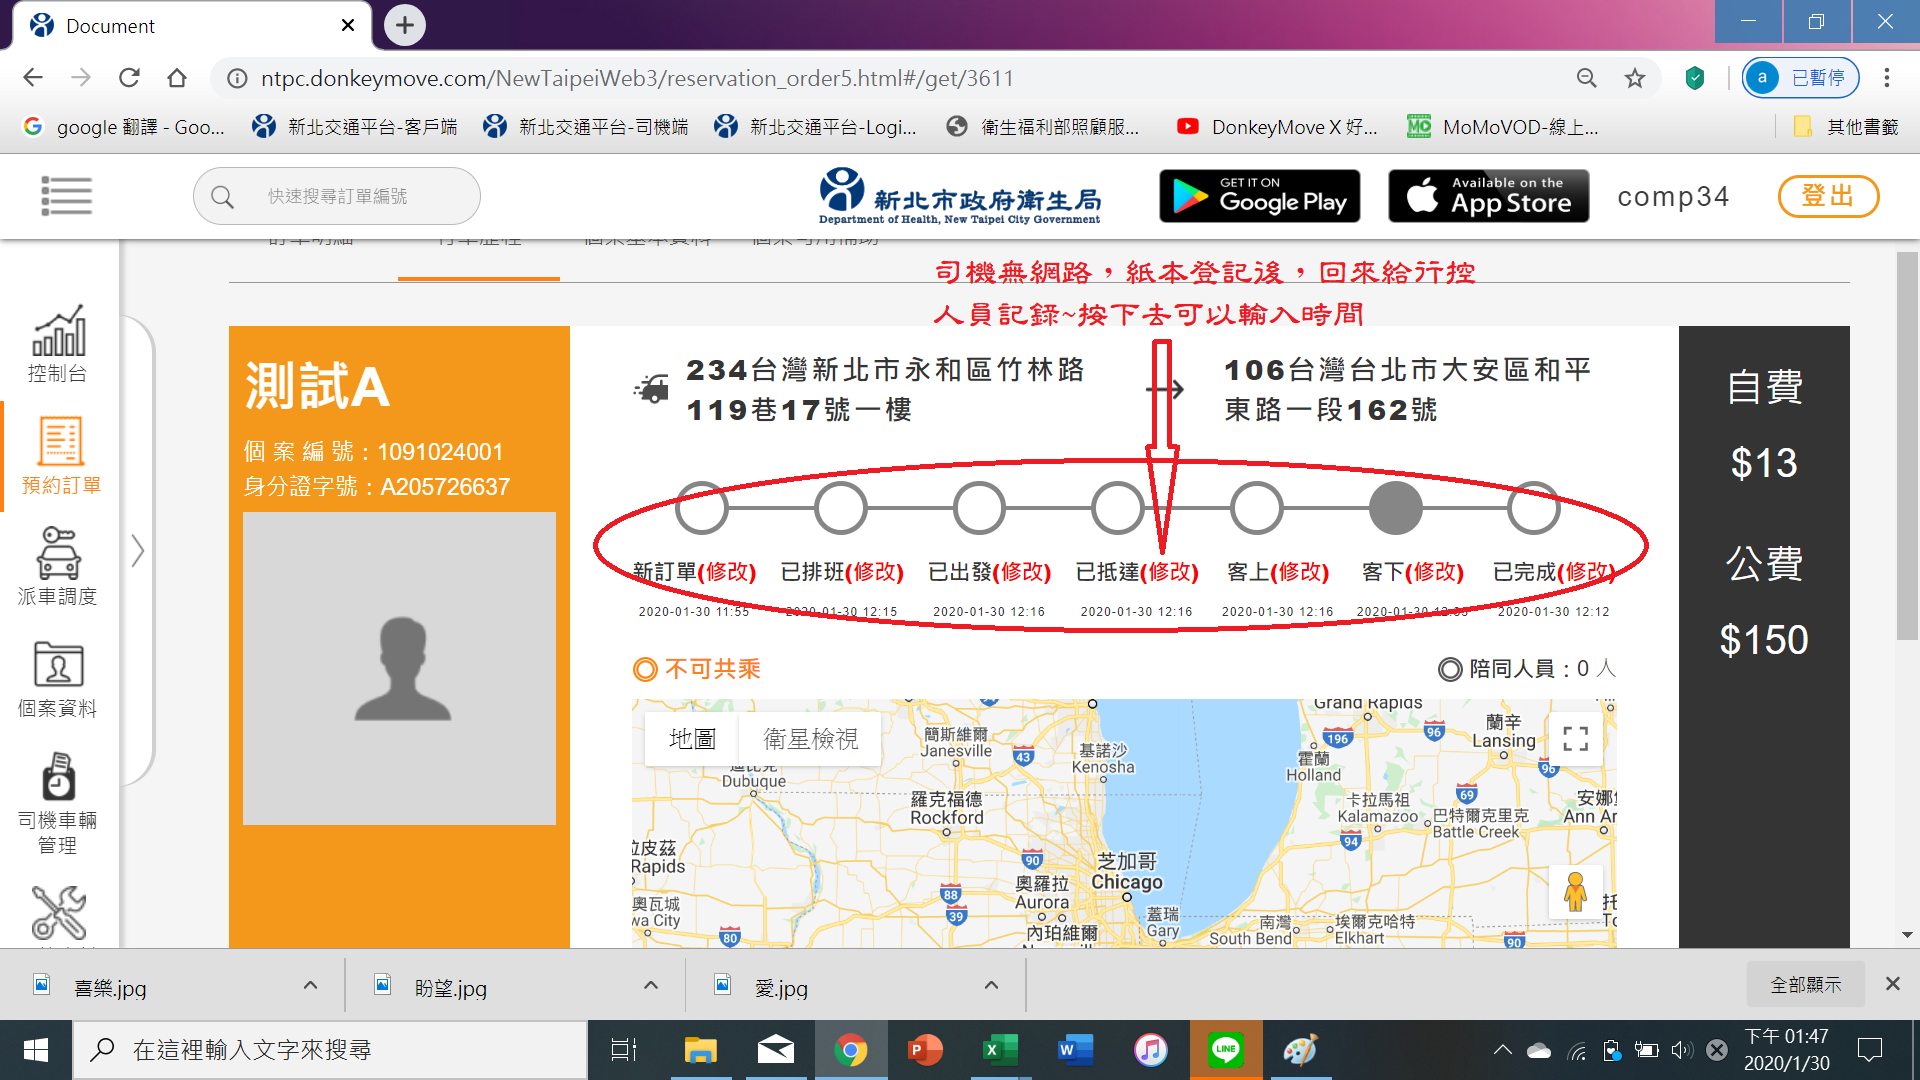 Document
ntpc.donkeymove.com/NewTaipeiWeb3/reservation_order5.html#/get/3611
a 已暫停
google 翻譯 - Goo...
新北交通平台-客戶端
新北交通平台-司機端
新北交通平台-Logi...
衛生福利部照顧服...
DonkeyMove X 好...
MoMoVOD-線上...
其他書籤
快速搜尋訂單編號
新北市政府衛生局
Department of Health, New Taipei City Government
GET IT ON
Google Play
Available on the
App Store
comp34
登出
司機無網路，紙本登記後，回來給行控
人員記錄~按下去可以輸入時間
控制台
預約訂單
派車調度
個案資料
司機車輛
管理
測試A
個案編號：1091024001
身分證字號：A205726637
234台灣新北市永和區竹林路
119巷17號一樓
106台灣台北市大安區和平
東路一段162號
新訂單(修改) 已排班(修改) 已出發(修改) 已抵達(修改) 客上(修改) 客下(修改) 已完成(修改)
2020-01-30 11:55 2020-01-30 12:15 2020-01-30 12:16 2020-01-30 12:16 2020-01-30 12:16 2020-01-30 2020-01-30 12:12
不可共乘
陪同人員：0 人
自費
$13
公費
$150
地圖
衛星檢視
簡斯維爾
Janesville
43
基諾沙
Kenosha
Dubuque
羅克福德
Rockford
Grand Rapids
196
96
蘭辛
Lansing
96
霍蘭
Holland
69
卡拉馬祖
Kalamazoo
巴特爾克里克
Battle Creek
94
芝加哥
Chicago
90
奧羅拉
Aurora
88
39
80
內珀維爾
蓋瑞
Gary
南灣
South Bend
埃爾克哈特
Elkhart
90
喜樂.jpg
盼望.jpg
愛.jpg
全部顯示
在這裡輸入文字來搜尋
LINE
下午 01:47
2020/1/30